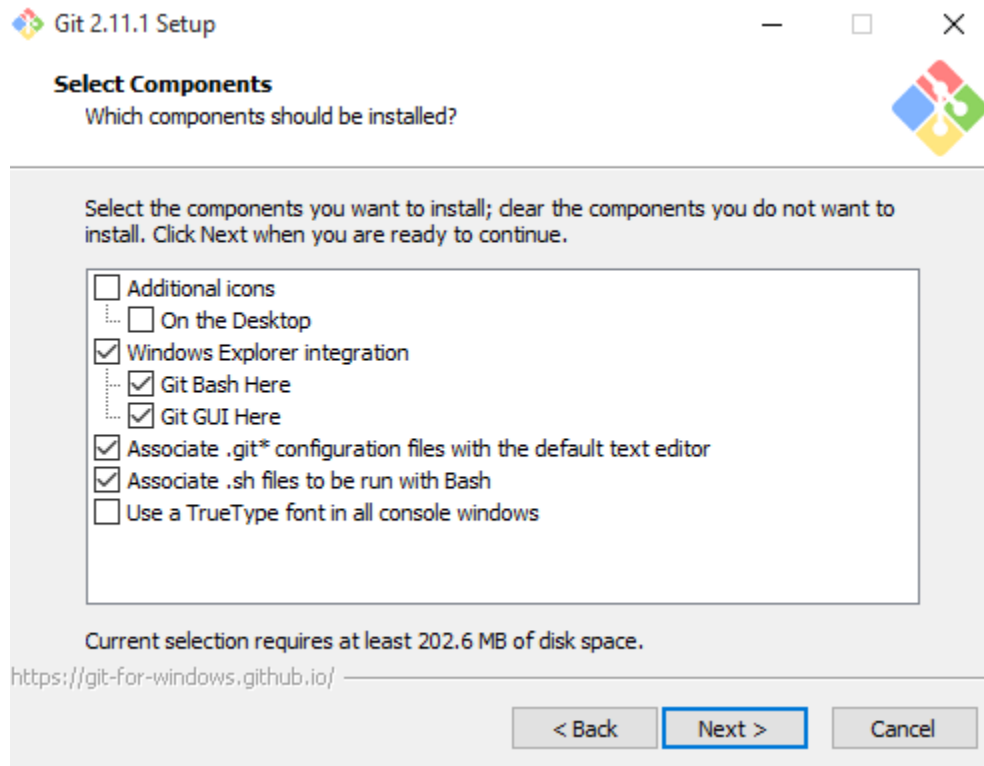 Git 2.11.1 Setup
Select Components
Which components should be installed?
Select the components you want to install; clear the components you do not want to
install. Click Next when you are ready to continue.
Additional icons
On the Desktop
Windows Explorer integration
Git Bash Here
Git GUI Here
Associate .git* configuration files with the default text editor
Associate .sh files to be run with Bash
Use a TrueType font in all console windows
Current selection requires at least 202.6 MB of disk space.
https://git-for-windows.github.io/
< Back Next > Cancel